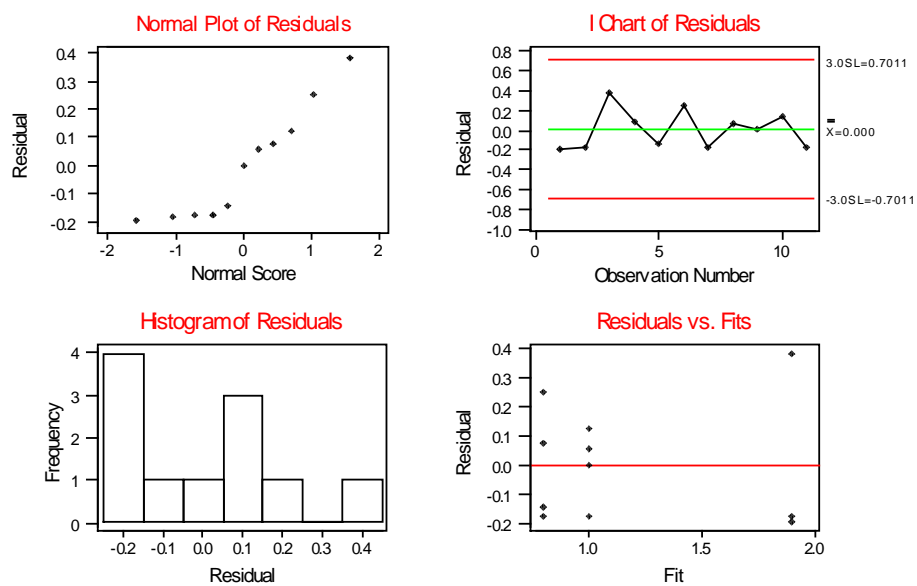 Normal Plot of Residuals
0.4
0.3
0.2
0.1
0.0
-0.1
-0.2
Residual
-2 -1 0 1 2
Normal Score
I Chart of Residuals
0.8
0.6
0.4
0.2
0.0
-0.2
-0.4
-0.6
-0.8
-1.0
Residual
3.0SL=0.7011
X=0.000
-3.0SL=-0.7011
0 5 10
Observation Number
Histogram of Residuals
4
3
2
1
0
Frequency
-0.2 -0.1 0.0 0.1 0.2 0.3 0.4
Residual
Residuals vs. Fits
0.4
0.3
0.2
0.1
0.0
-0.1
-0.2
Residual
1.0 1.5 2.0
Fit